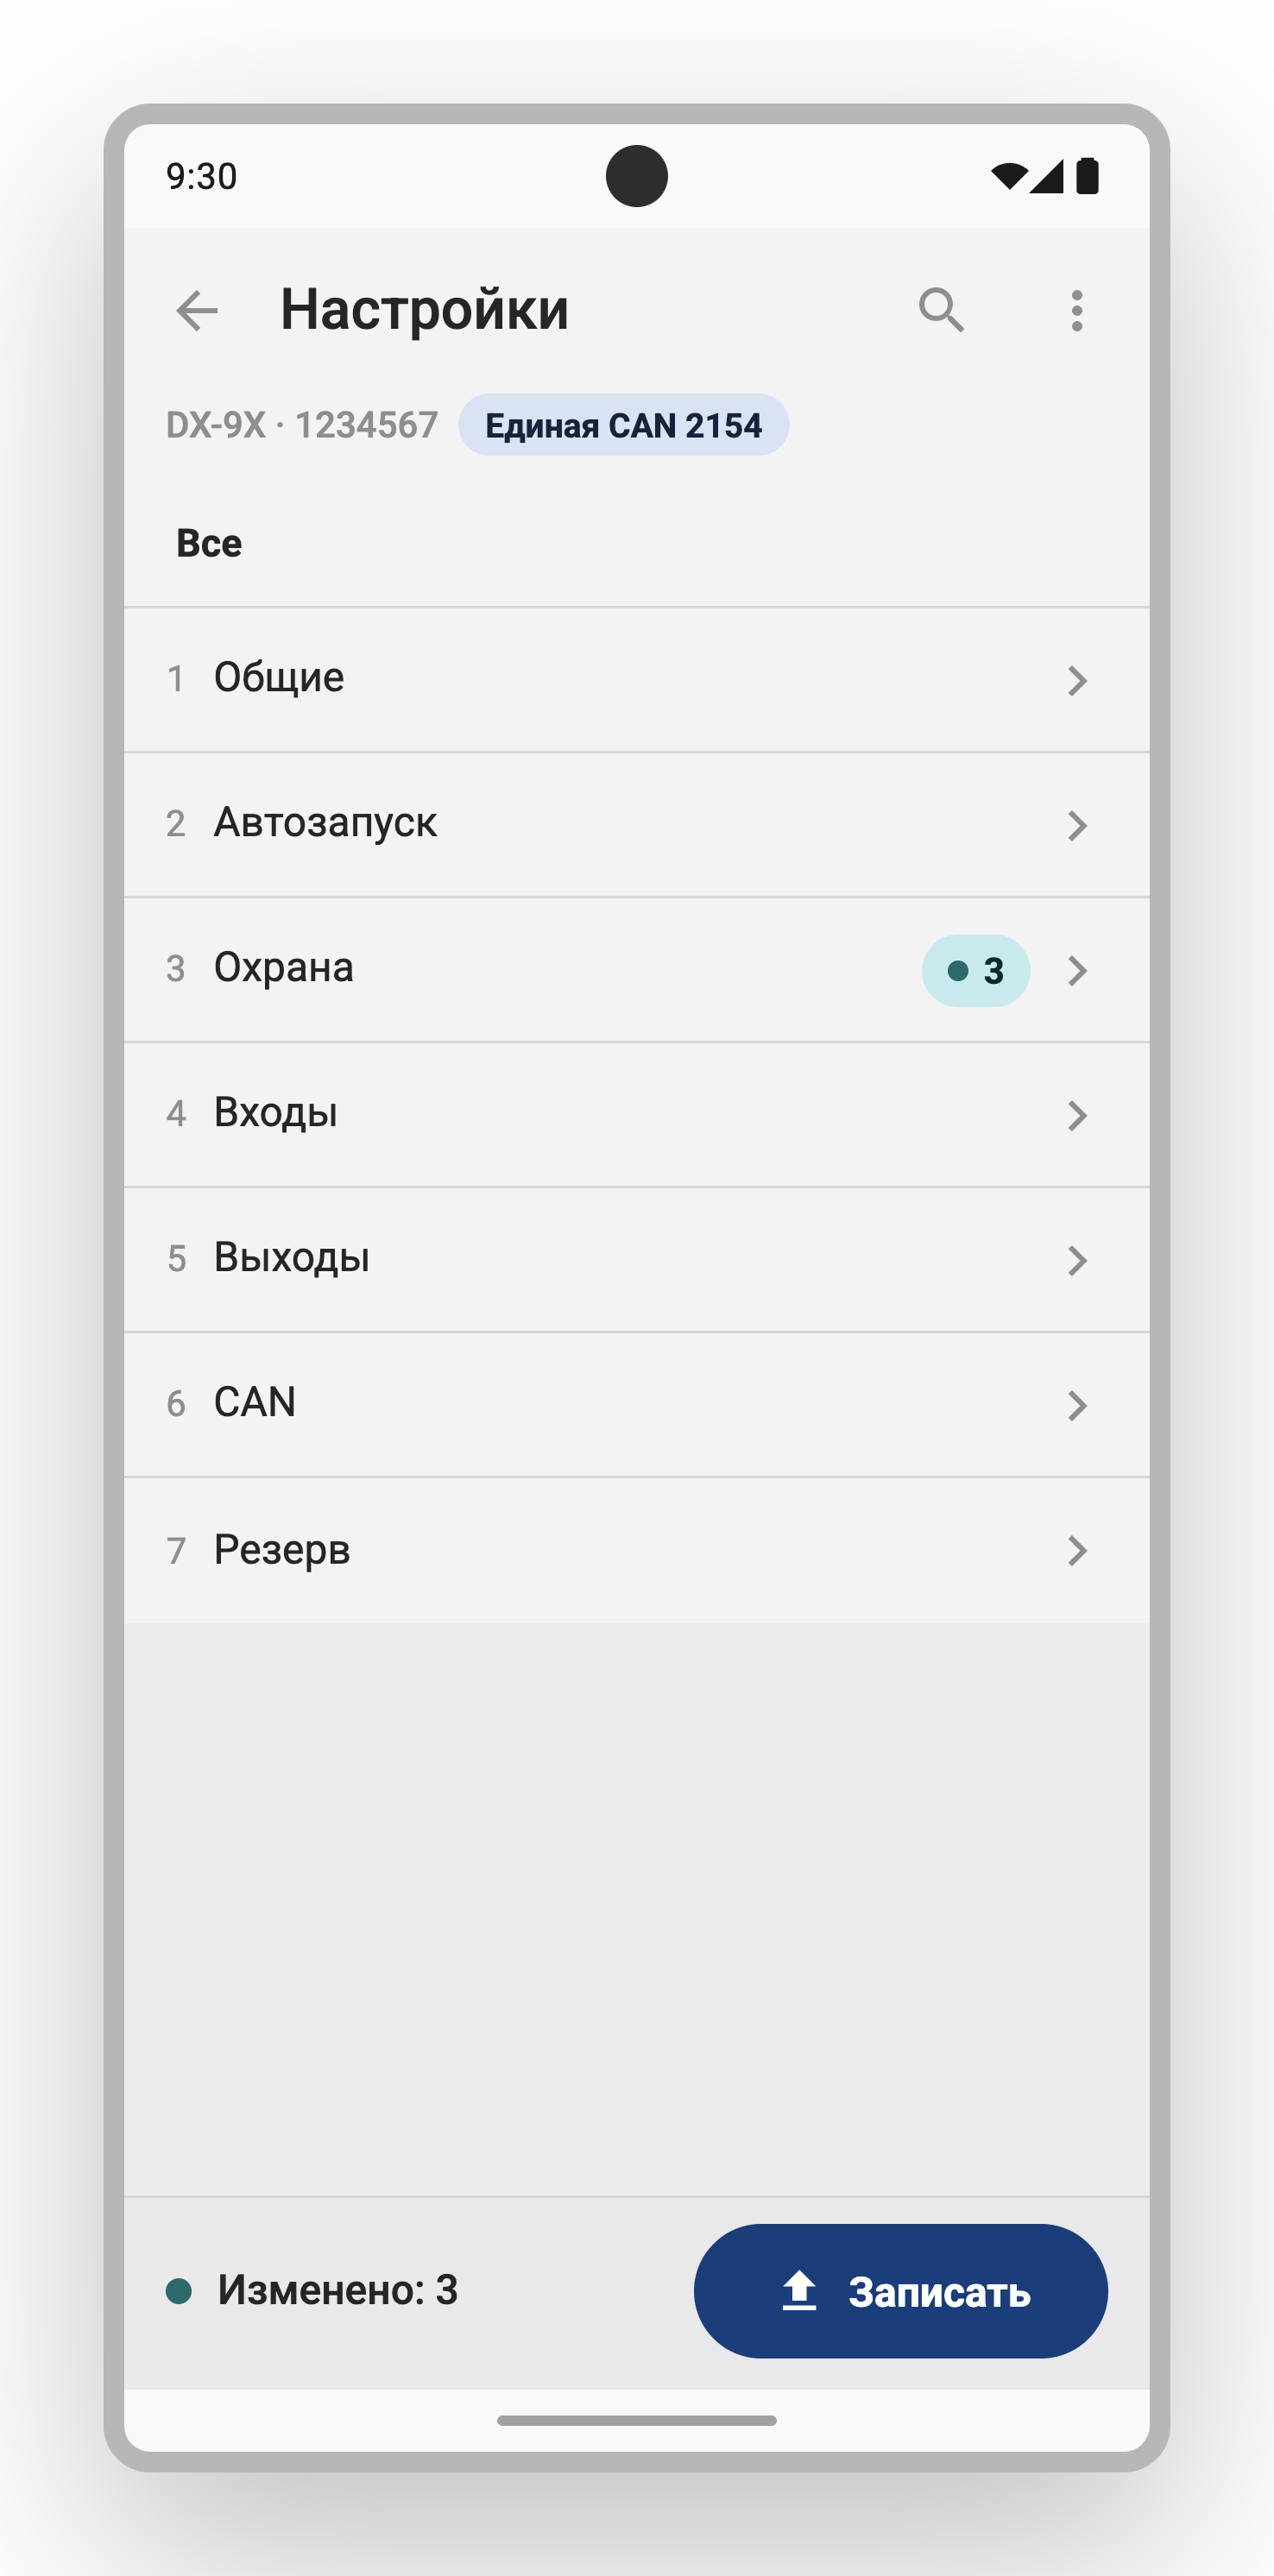 9:30
Настройки
DX-9X · 1234567 Единая CAN 2154
Все
1 Общие
2 Автозапуск
3 Охрана 3
4 Входы
5 Выходы
6 CAN
7 Резерв
Изменено: 3 Записать